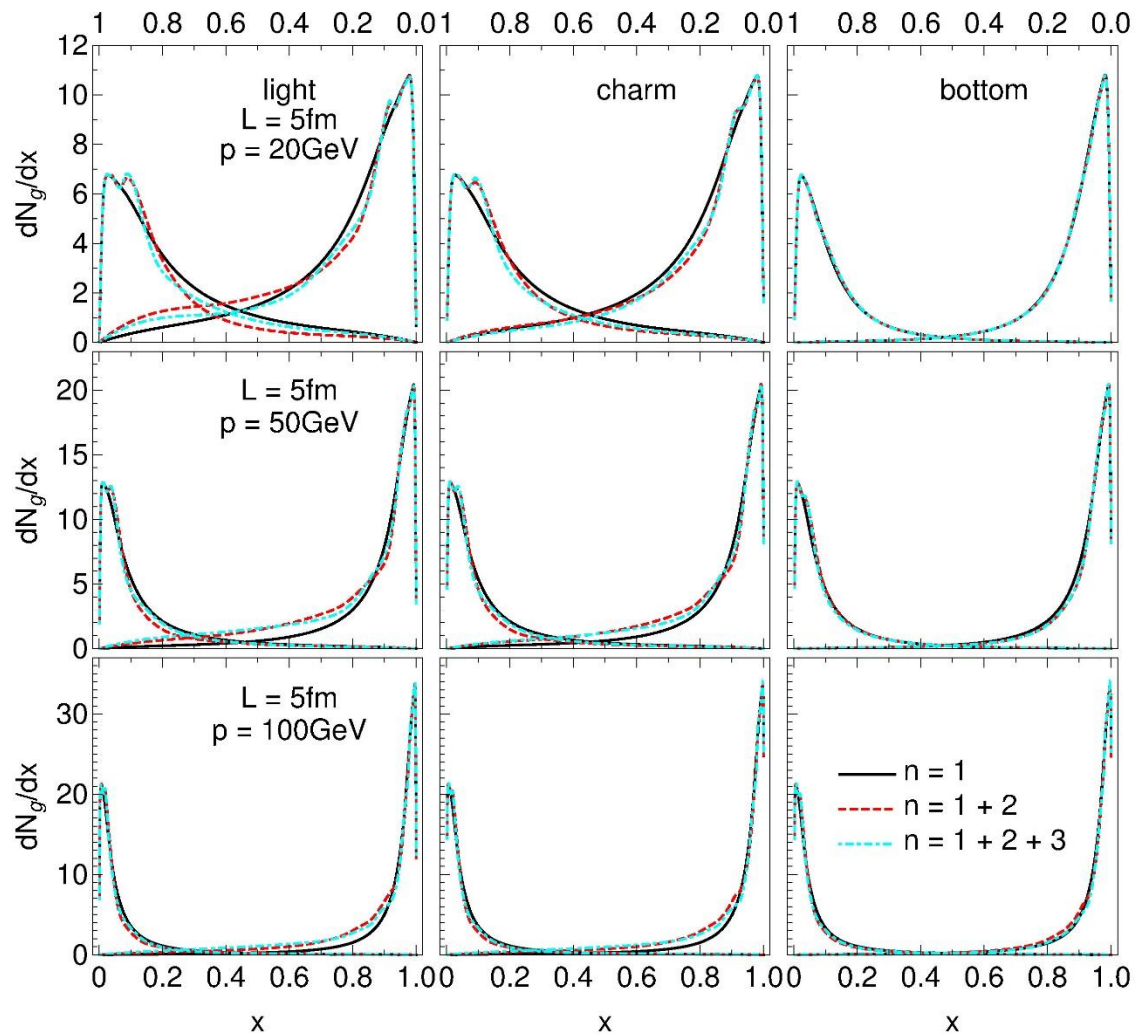 1 0.8 0.6 0.4 0.2 0.01 0.8 0.6 0.4 0.2 0.01 0.8 0.6 0.4 0.2 0.0
12
10
8
6
4
2
0
dN_g/dx
light
L = 5fm
p = 20GeV
charm
bottom
20
15
10
5
0
dN_g/dx
L = 5fm
p = 50GeV
30
20
10
0
dN_g/dx
L = 5fm
p = 100GeV
n = 1
n = 1 + 2
n = 1 + 2 + 3
0 0.2 0.4 0.6 0.8 1.0 0 0.2 0.4 0.6 0.8 1.0 0 0.2 0.4 0.6 0.8 1.0
x x x